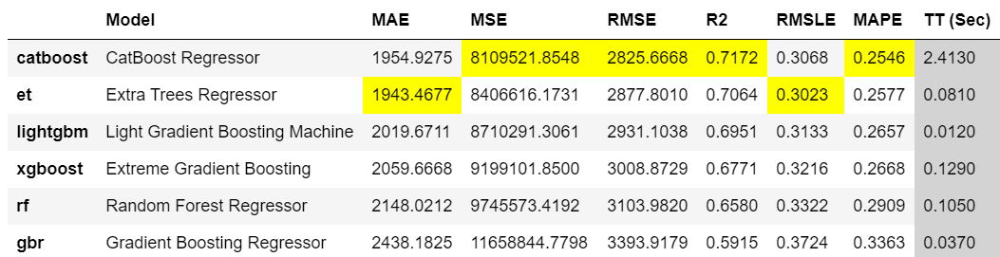 Model MAE MSE RMSE R2 RMSLE MAPE TT (Sec)
catboost CatBoost Regressor 1954.9275 8109521.8548 2825.6668 0.7172 0.3068 0.2546 2.4130
et Extra Trees Regressor 1943.4677 8406616.1731 2877.8010 0.7064 0.3023 0.2577 0.0810
lightgbm Light Gradient Boosting Machine 2019.6711 8710291.3061 2931.1038 0.6951 0.3133 0.2657 0.0120
xgboost Extreme Gradient Boosting 2059.6668 9199101.8500 3008.8729 0.6771 0.3216 0.2668 0.1290
rf Random Forest Regressor 2148.0212 9745573.4192 3103.9820 0.6580 0.3322 0.2909 0.1050
gbr Gradient Boosting Regressor 2438.1825 11658844.7798 3393.9179 0.5915 0.3724 0.3363 0.0370